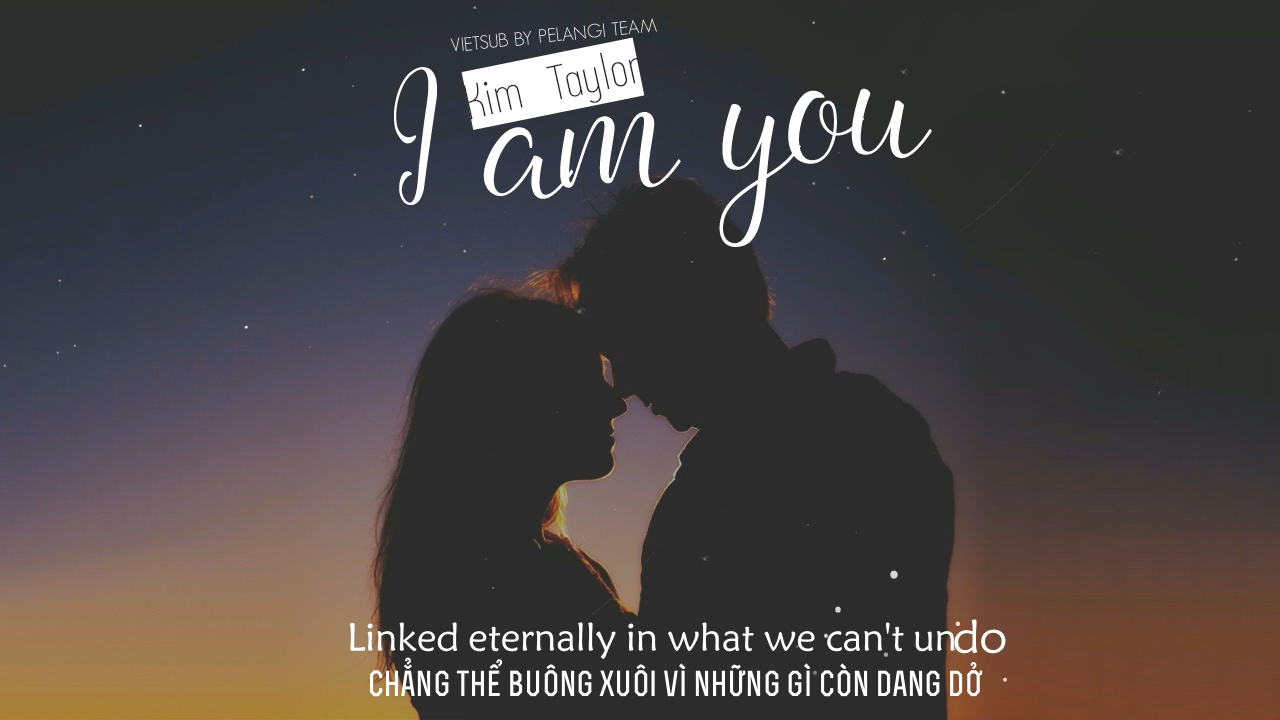 VIETSUB BY PELANGI TEAM
Kim Taylor
I am you
Linked eternally in what we can't undo
CHẲNG THỂ BUÔNG XUÔI VÌ NHỮNG GÌ CÒN DANG DỞ